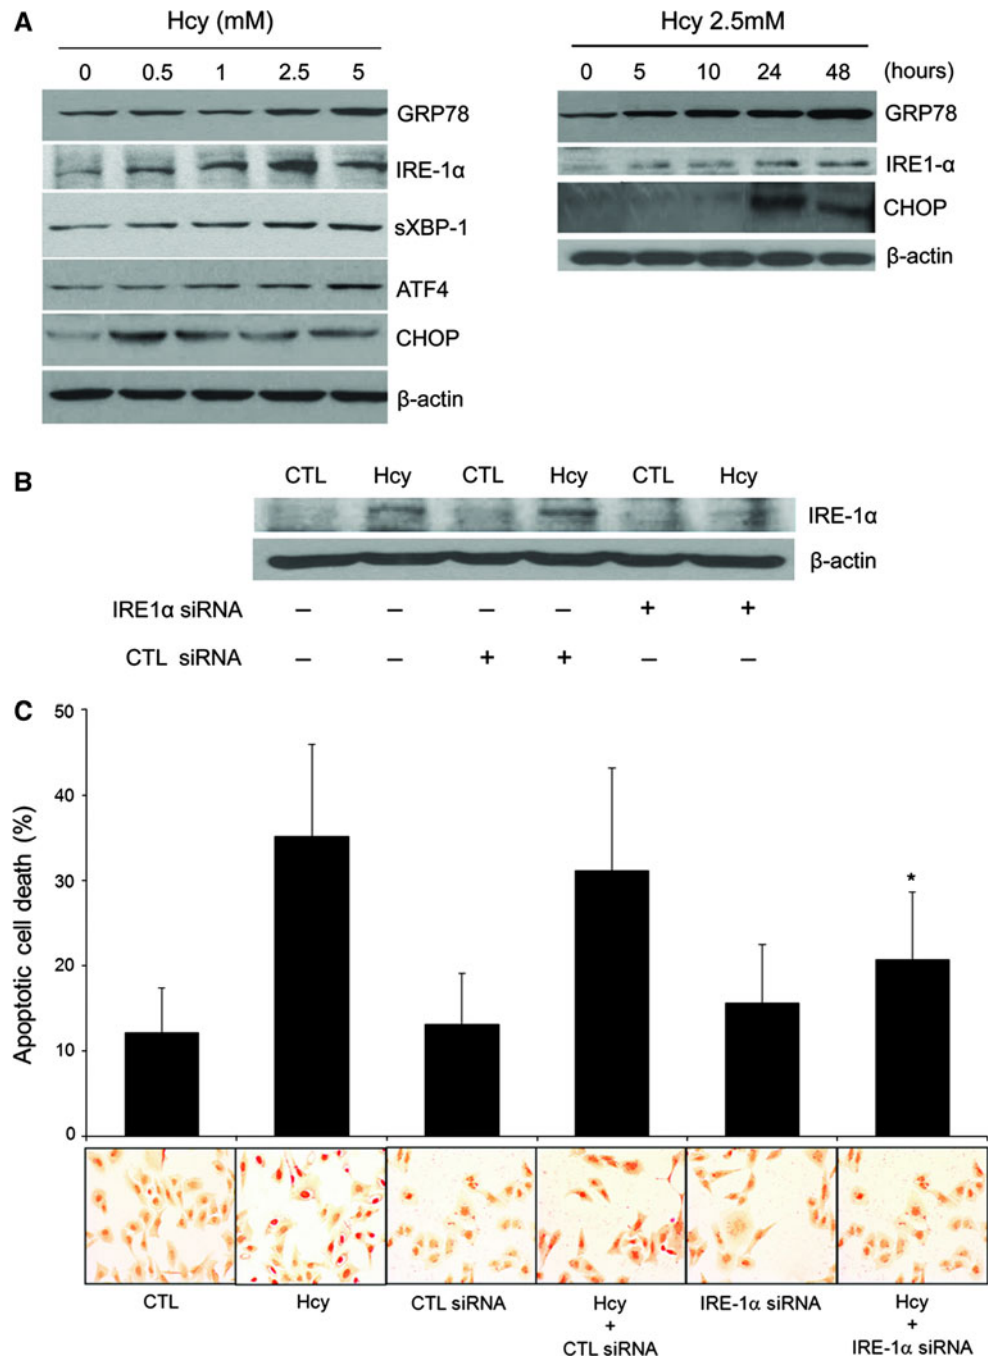 A
Hcy (mM)
0 0.5 1 2.5 5
GRP78
IRE-1α
sXBP-1
ATF4
CHOP
β-actin
Hcy 2.5mM
0 5 10 24 48 (hours)
GRP78
IRE1-α
CHOP
β-actin
B
CTL Hcy CTL Hcy CTL Hcy
IRE-1α
β-actin
IRE1α siRNA – – – – + +
CTL siRNA – – + + – –
C
Apoptotic cell death (%)
50
40
30
20
10
0
*
CTL
Hcy
CTL siRNA
Hcy
+
CTL siRNA
IRE-1α siRNA
Hcy
+
IRE-1α siRNA